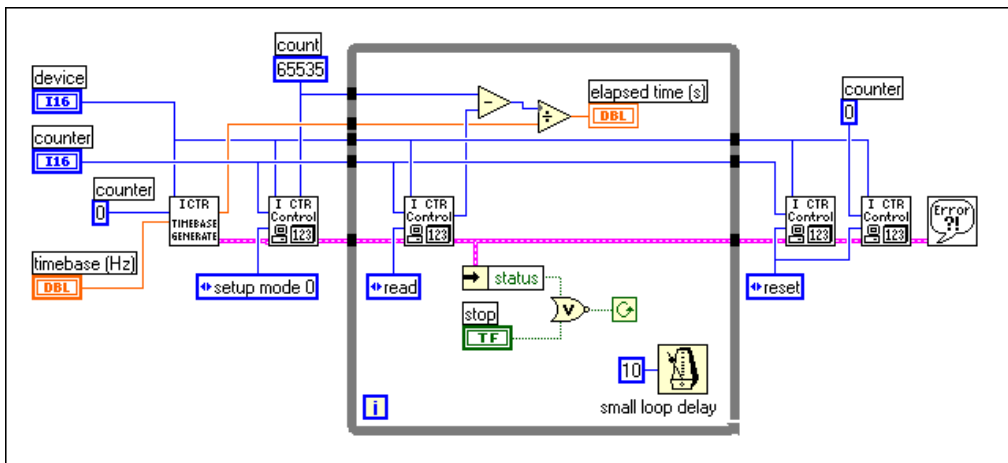 count
65535
device
I16
counter
I16
counter
0
timebase (Hz)
DBL
I CTR
TIMEBASE
GENERATE
I CTR
Control
123
setup mode 0
I CTR
Control
123
read
elapsed time (s)
DBL
status
stop
TF
V
10
small loop delay
i
counter
0
I CTR
Control
123
I CTR
Control
123
reset
Error
?!